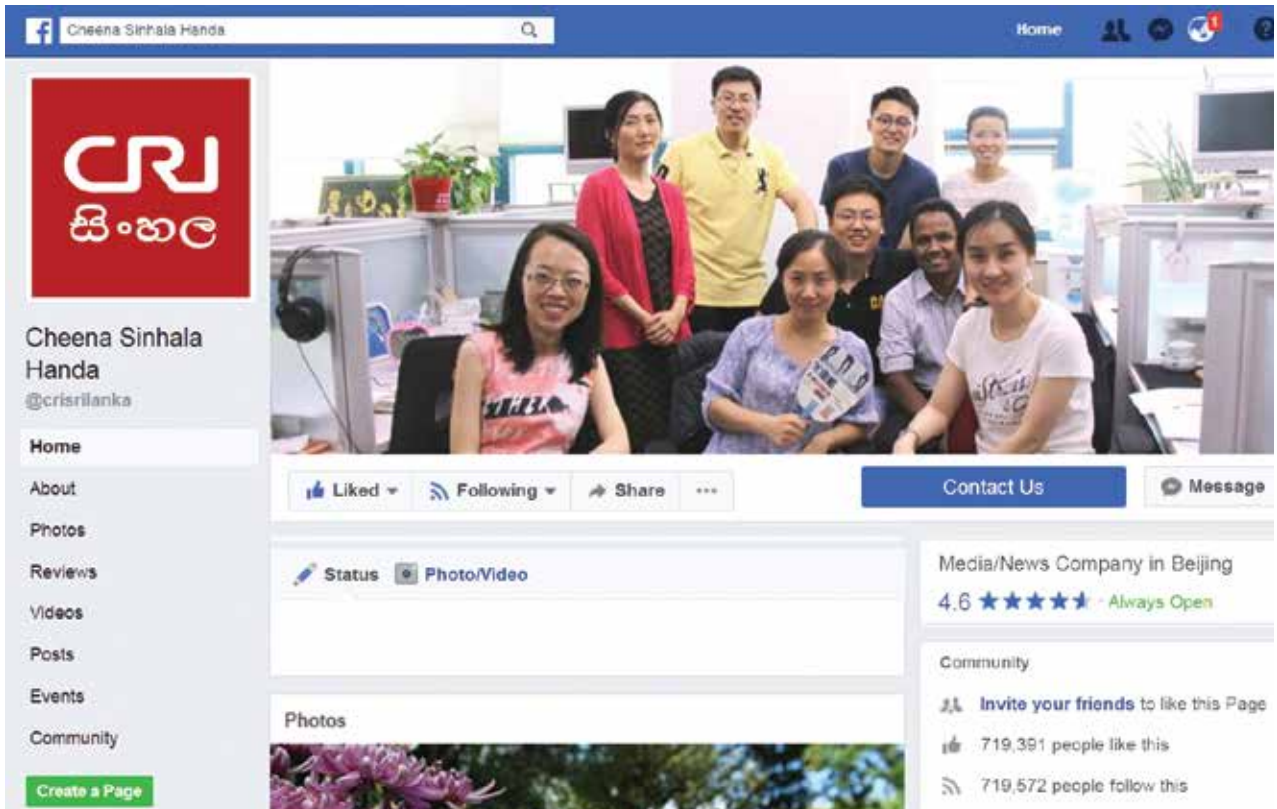 Cheena Sinhala Handa
Home
1
CRI
සිංහල
Cheena Sinhala
Handa
@crisrilanka
Home
About
Photos
Reviews
Videos
Posts
Events
Community
Create a Page
Liked
Following
Share
Contact Us
Message
Status
Photo/Video
Photos
Media/News Company in Beijing
4.6 ★★★★★ · Always Open
Community
Invite your friends to like this Page
719,391 people like this
719,572 people follow this